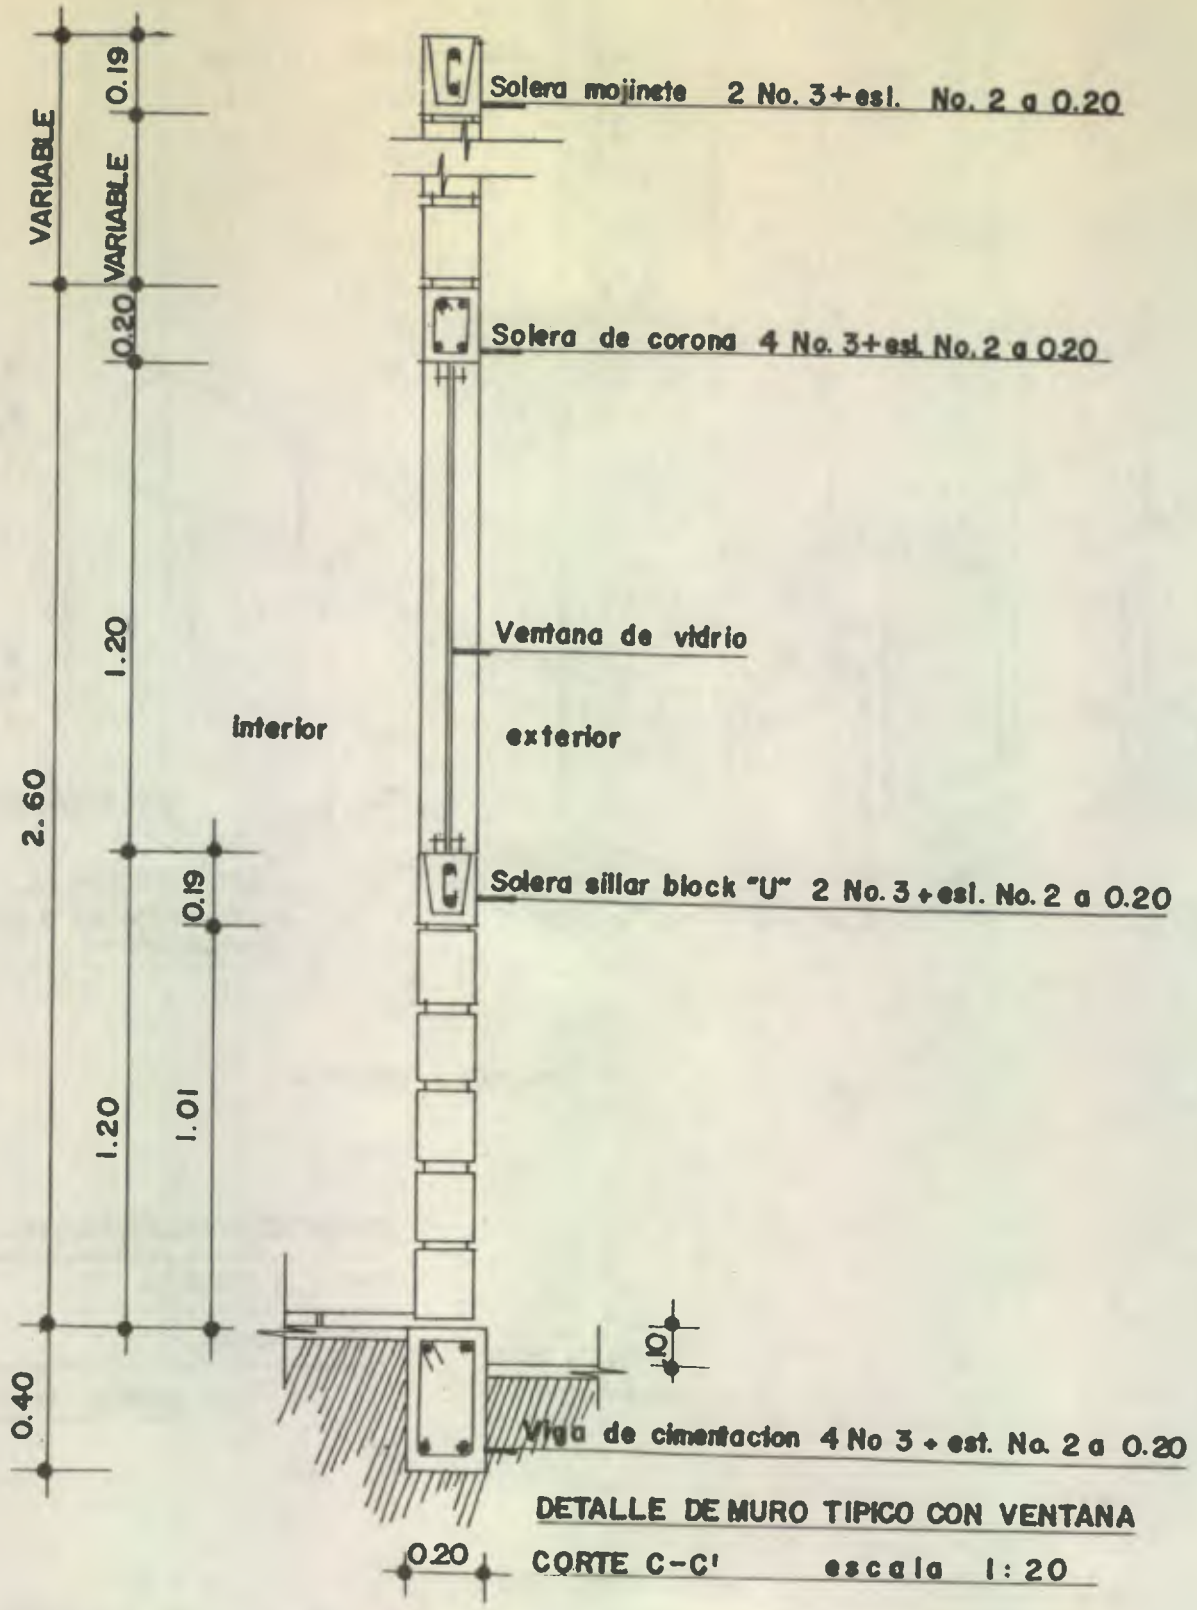 0.19
VARIABLE
VARIABLE
Solera mojinete 2 No. 3+esl. No. 2 a 0.20
0.20
Solera de corona 4 No. 3+esl. No. 2 a 0.20
1.20
Ventana de vidrio
interior
exterior
2.60
0.19
Solera sillar block "U" 2 No. 3 + esl. No. 2 a 0.20
1.20
1.01
.10
0.40
Viga de cimentacion 4 No 3 + est. No. 2 a 0.20
DETALLE DE MURO TIPICO CON VENTANA
0.20
CORTE C-C' escala 1:20